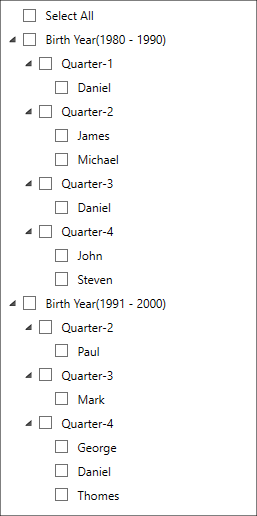 Select All
Birth Year(1980 - 1990)
Quarter-1
Daniel
Quarter-2
James
Michael
Quarter-3
Daniel
Quarter-4
John
Steven
Birth Year(1991 - 2000)
Quarter-2
Paul
Quarter-3
Mark
Quarter-4
George
Daniel
Thomes